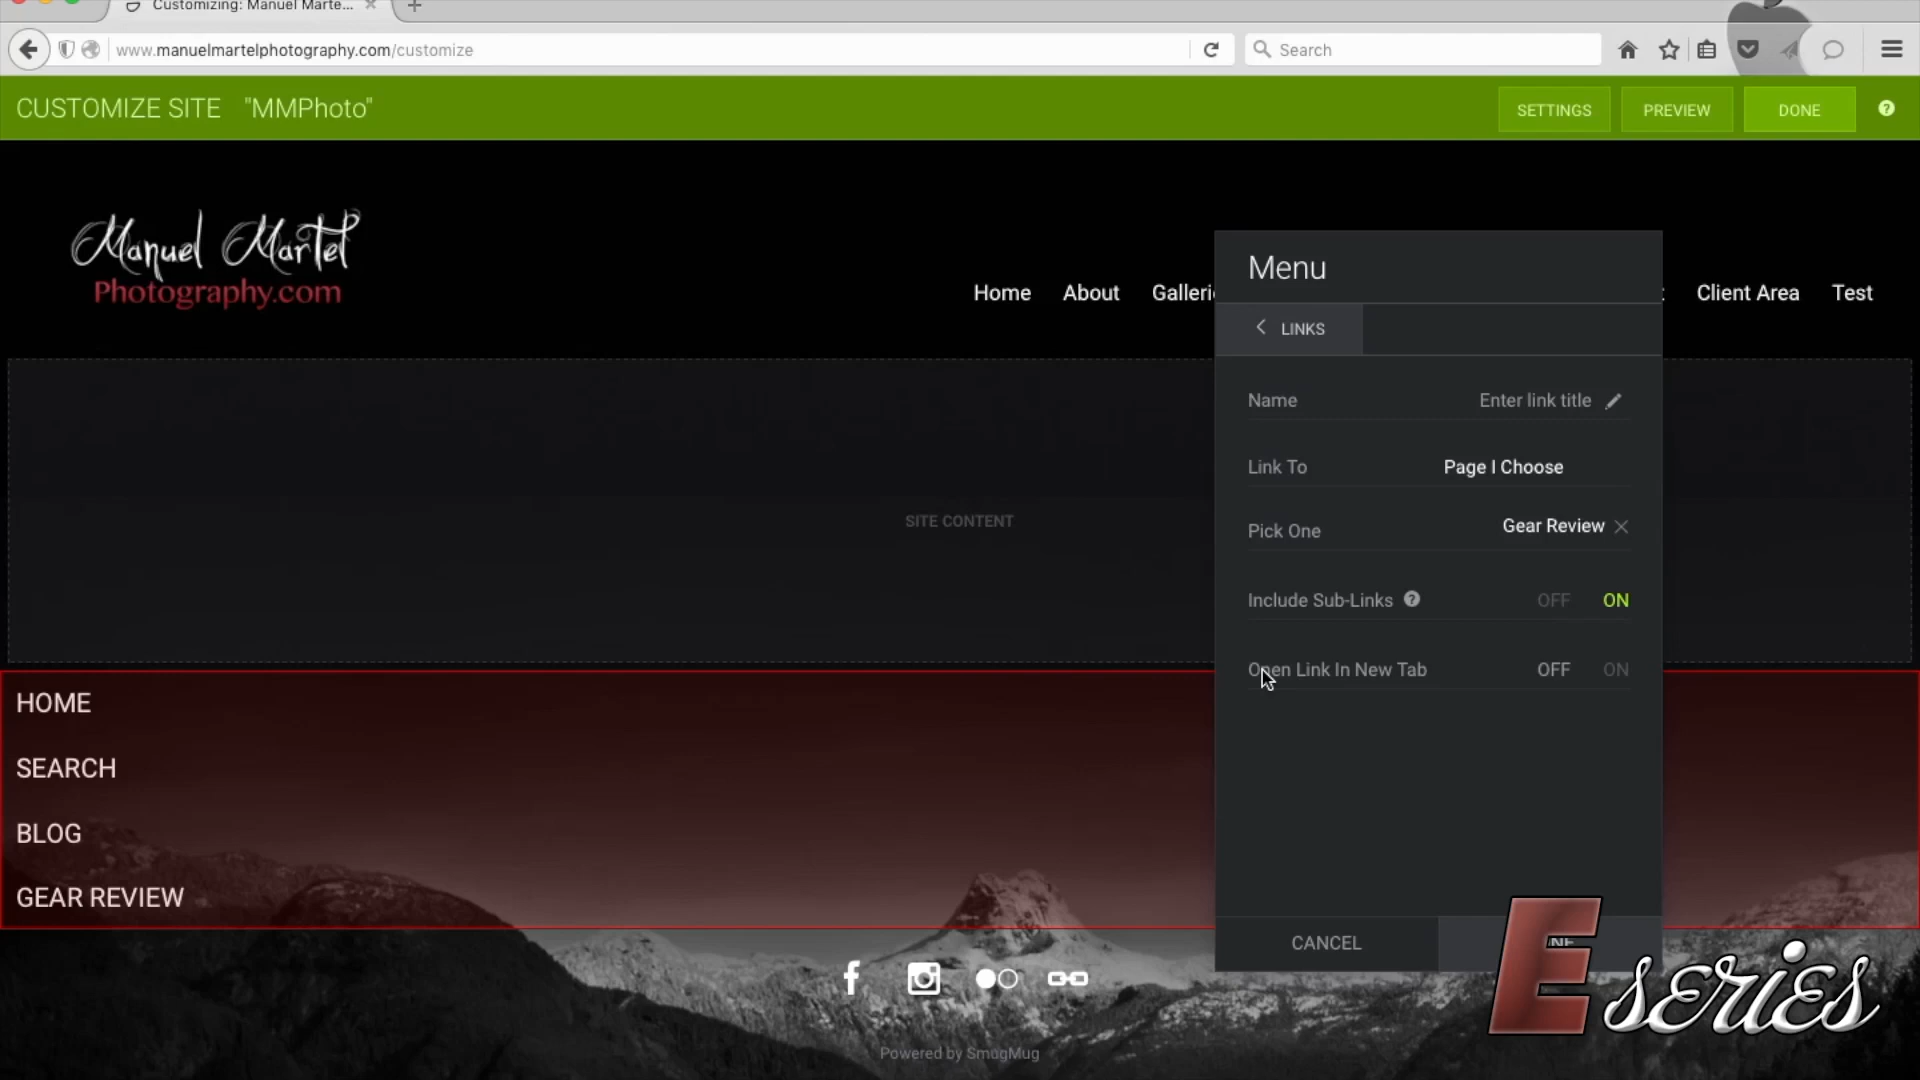 Customizing: Manuel Marte...
www.manuelmartelphotography.com/customize
Search
CUSTOMIZE SITE "MMPhoto"
SETTINGS
PREVIEW
DONE
Manuel Martel
Photography.com
Home
About
Galleri
Client Area
Test
Menu
LINKS
Name
Enter link title
Link To
Page I Choose
Pick One
Gear Review
Include Sub-Links
OFF
ON
Open Link In New Tab
OFF
ON
SITE CONTENT
HOME
SEARCH
BLOG
GEAR REVIEW
CANCEL
NE
E series
Powered by SmugMug